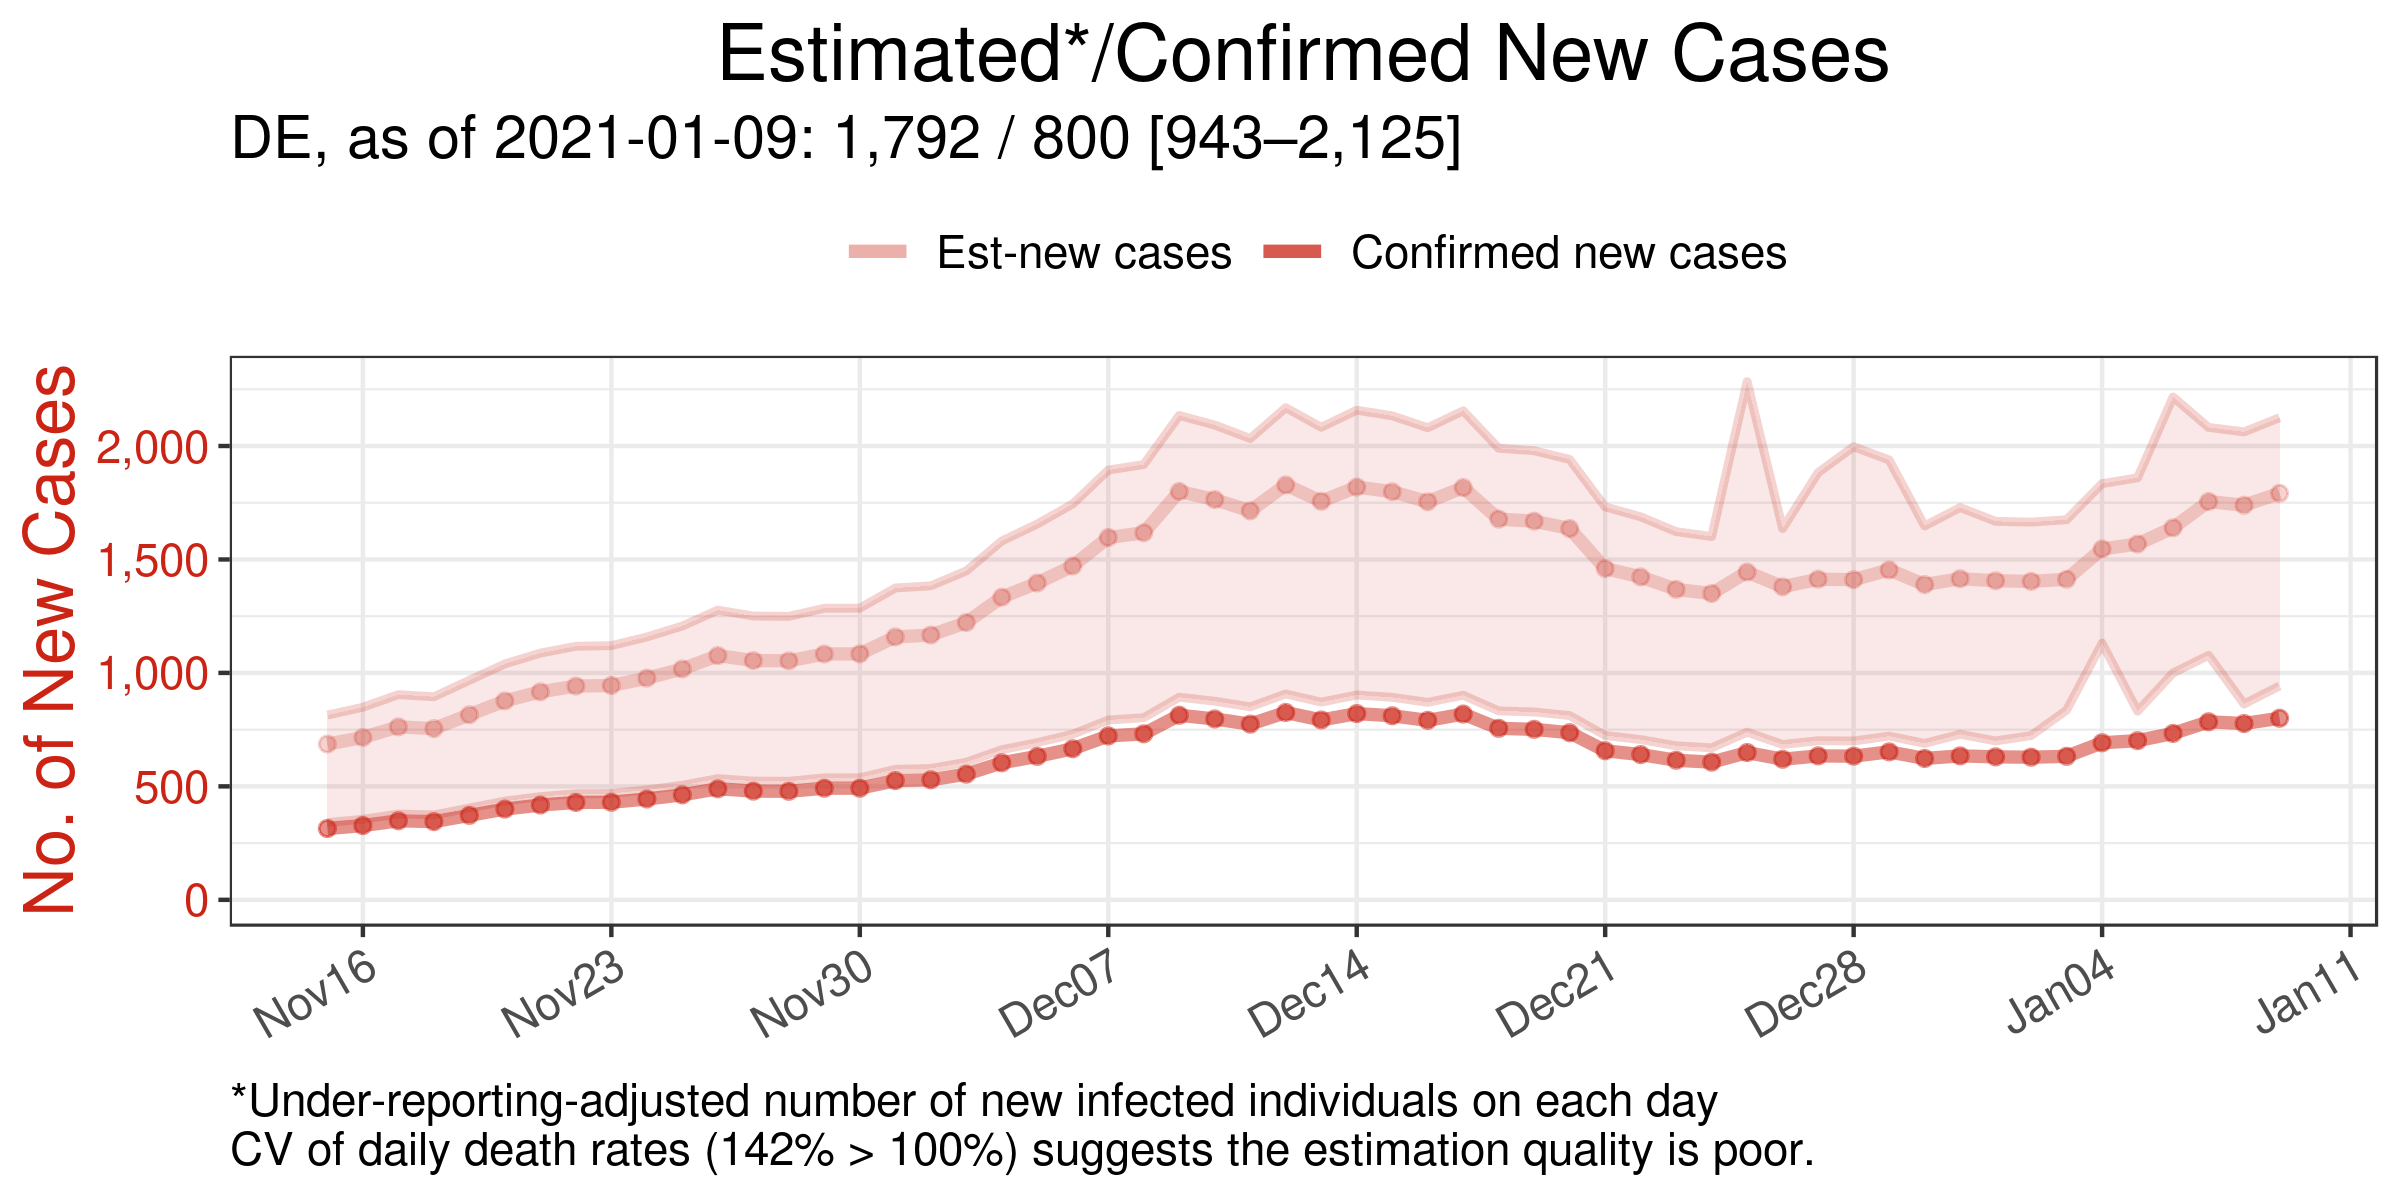 Estimated*/Confirmed New Cases
DE, as of 2021-01-09: 1,792 / 800 [943–2,125]
Est-new cases Confirmed new cases
No. of New Cases
2,000
1,500
1,000
500
0
Nov16 Nov23 Nov30 Dec07 Dec14 Dec21 Dec28 Jan04 Jan11
*Under-reporting-adjusted number of new infected individuals on each day
CV of daily death rates (142% > 100%) suggests the estimation quality is poor.